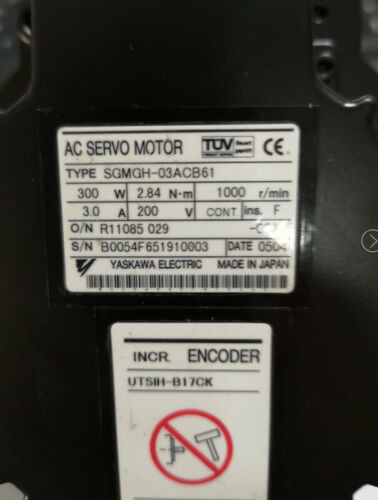 AC SERVO MOTOR TÜV CE
TYPE SGMGH-03ACB61
300 W 2.84 N·m 1000 r/min
3.0 A 200 V CONT ins. F
O/N R11085 029
S/N B0054F651910003 DATE 0504
YASKAWA ELECTRIC MADE IN JAPAN
INCR. ENCODER
UTSIH-B17CK